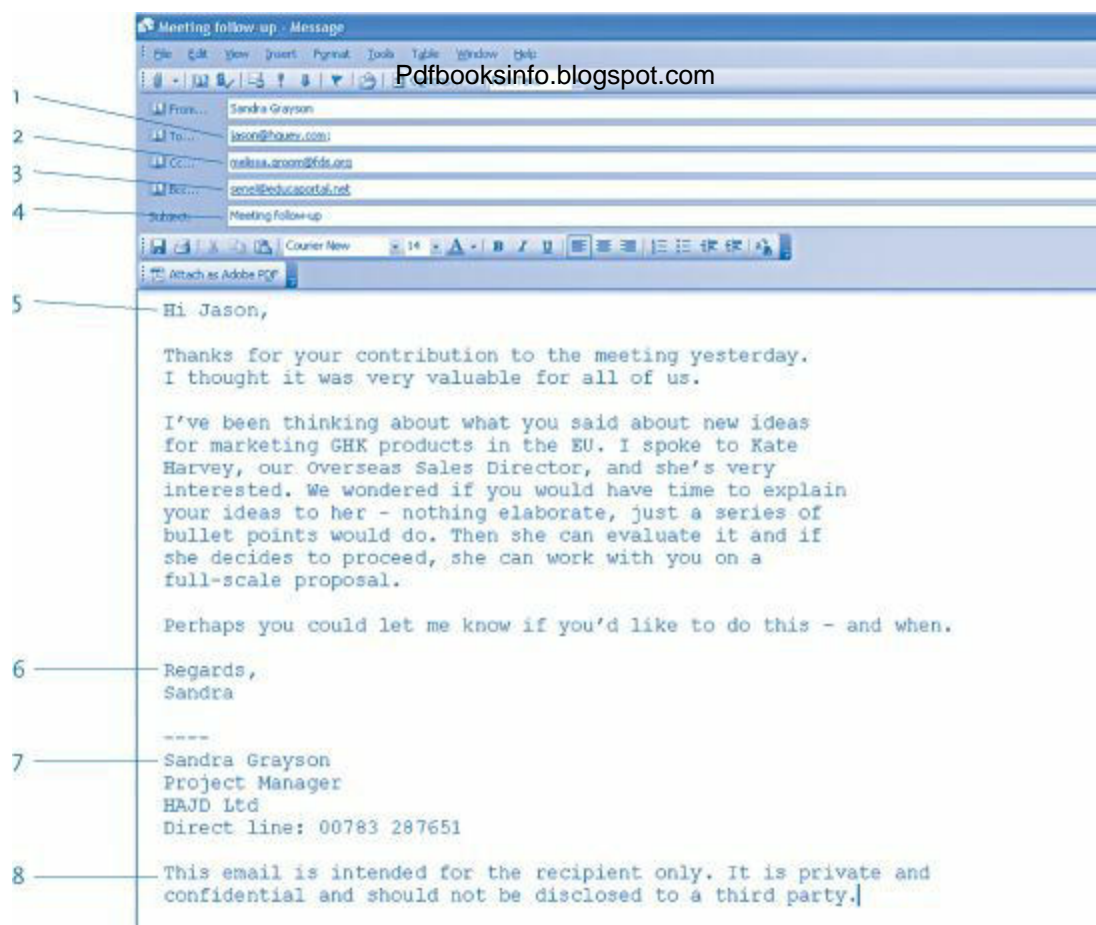 Meeting follow-up - Message
File Edit View Insert Format Tools Table Window Help
Pdfbooksinfo.blogspot.com
From... Sandra Grayson
1 To... jason@hquey.com;
2 Cc... melissa.groom@fds.org
3 Bcc... senel@educaportal.net
4 Subject: Meeting follow-up
Courier New 14 A B I U
Attach as Adobe PDF
5 Hi Jason,
Thanks for your contribution to the meeting yesterday.
I thought it was very valuable for all of us.
I've been thinking about what you said about new ideas
for marketing GHK products in the EU. I spoke to Kate
Harvey, our Overseas Sales Director, and she's very
interested. We wondered if you would have time to explain
your ideas to her - nothing elaborate, just a series of
bullet points would do. Then she can evaluate it and if
she decides to proceed, she can work with you on a
full-scale proposal.
Perhaps you could let me know if you'd like to do this - and when.
6 Regards,
Sandra
----
7 Sandra Grayson
Project Manager
HAJD Ltd
Direct line: 00783 287651
8 This email is intended for the recipient only. It is private and
confidential and should not be disclosed to a third party.